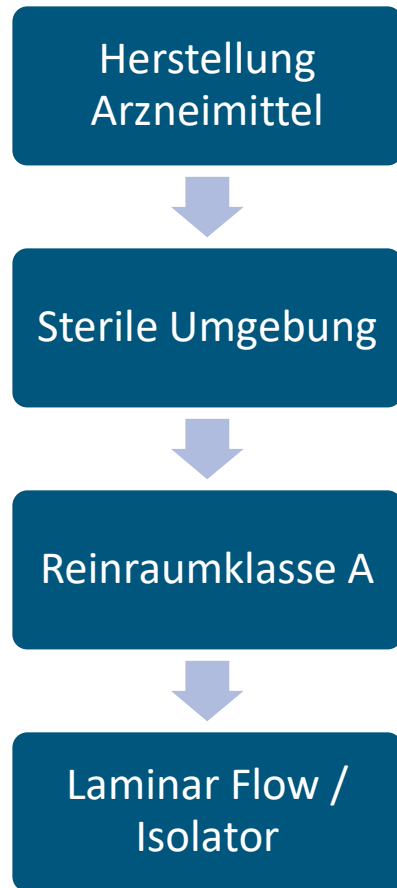 Herstellung
Arzneimittel
Sterile Umgebung
Reinraumklasse A
Laminar Flow /
Isolator